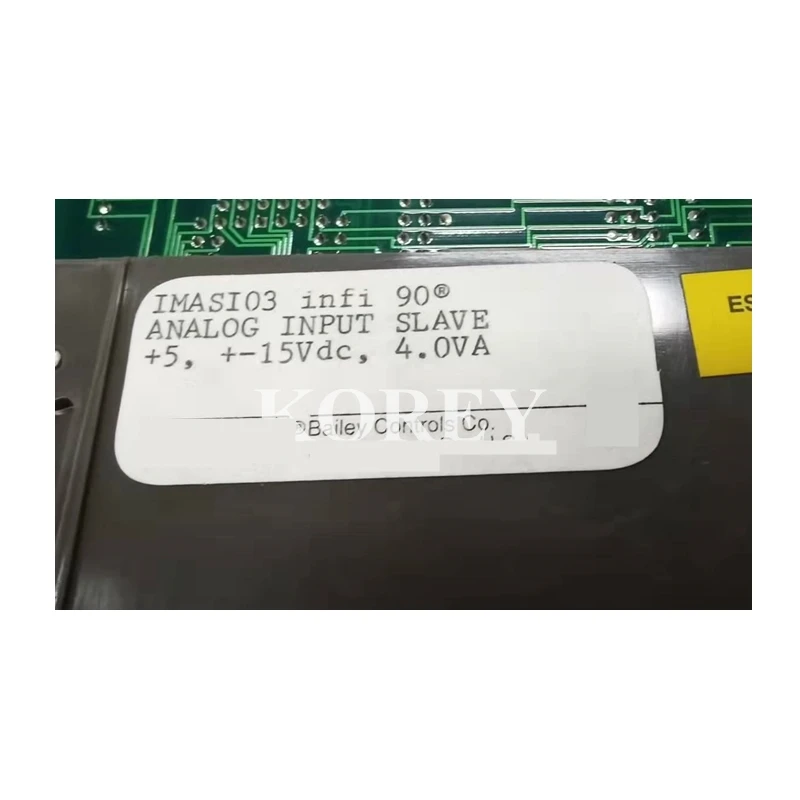 IMASI03 infi 90®
ANALOG INPUT SLAVE
+5, +-15Vdc, 4.0VA
KOREY
®Bailey Controls Co.
ES